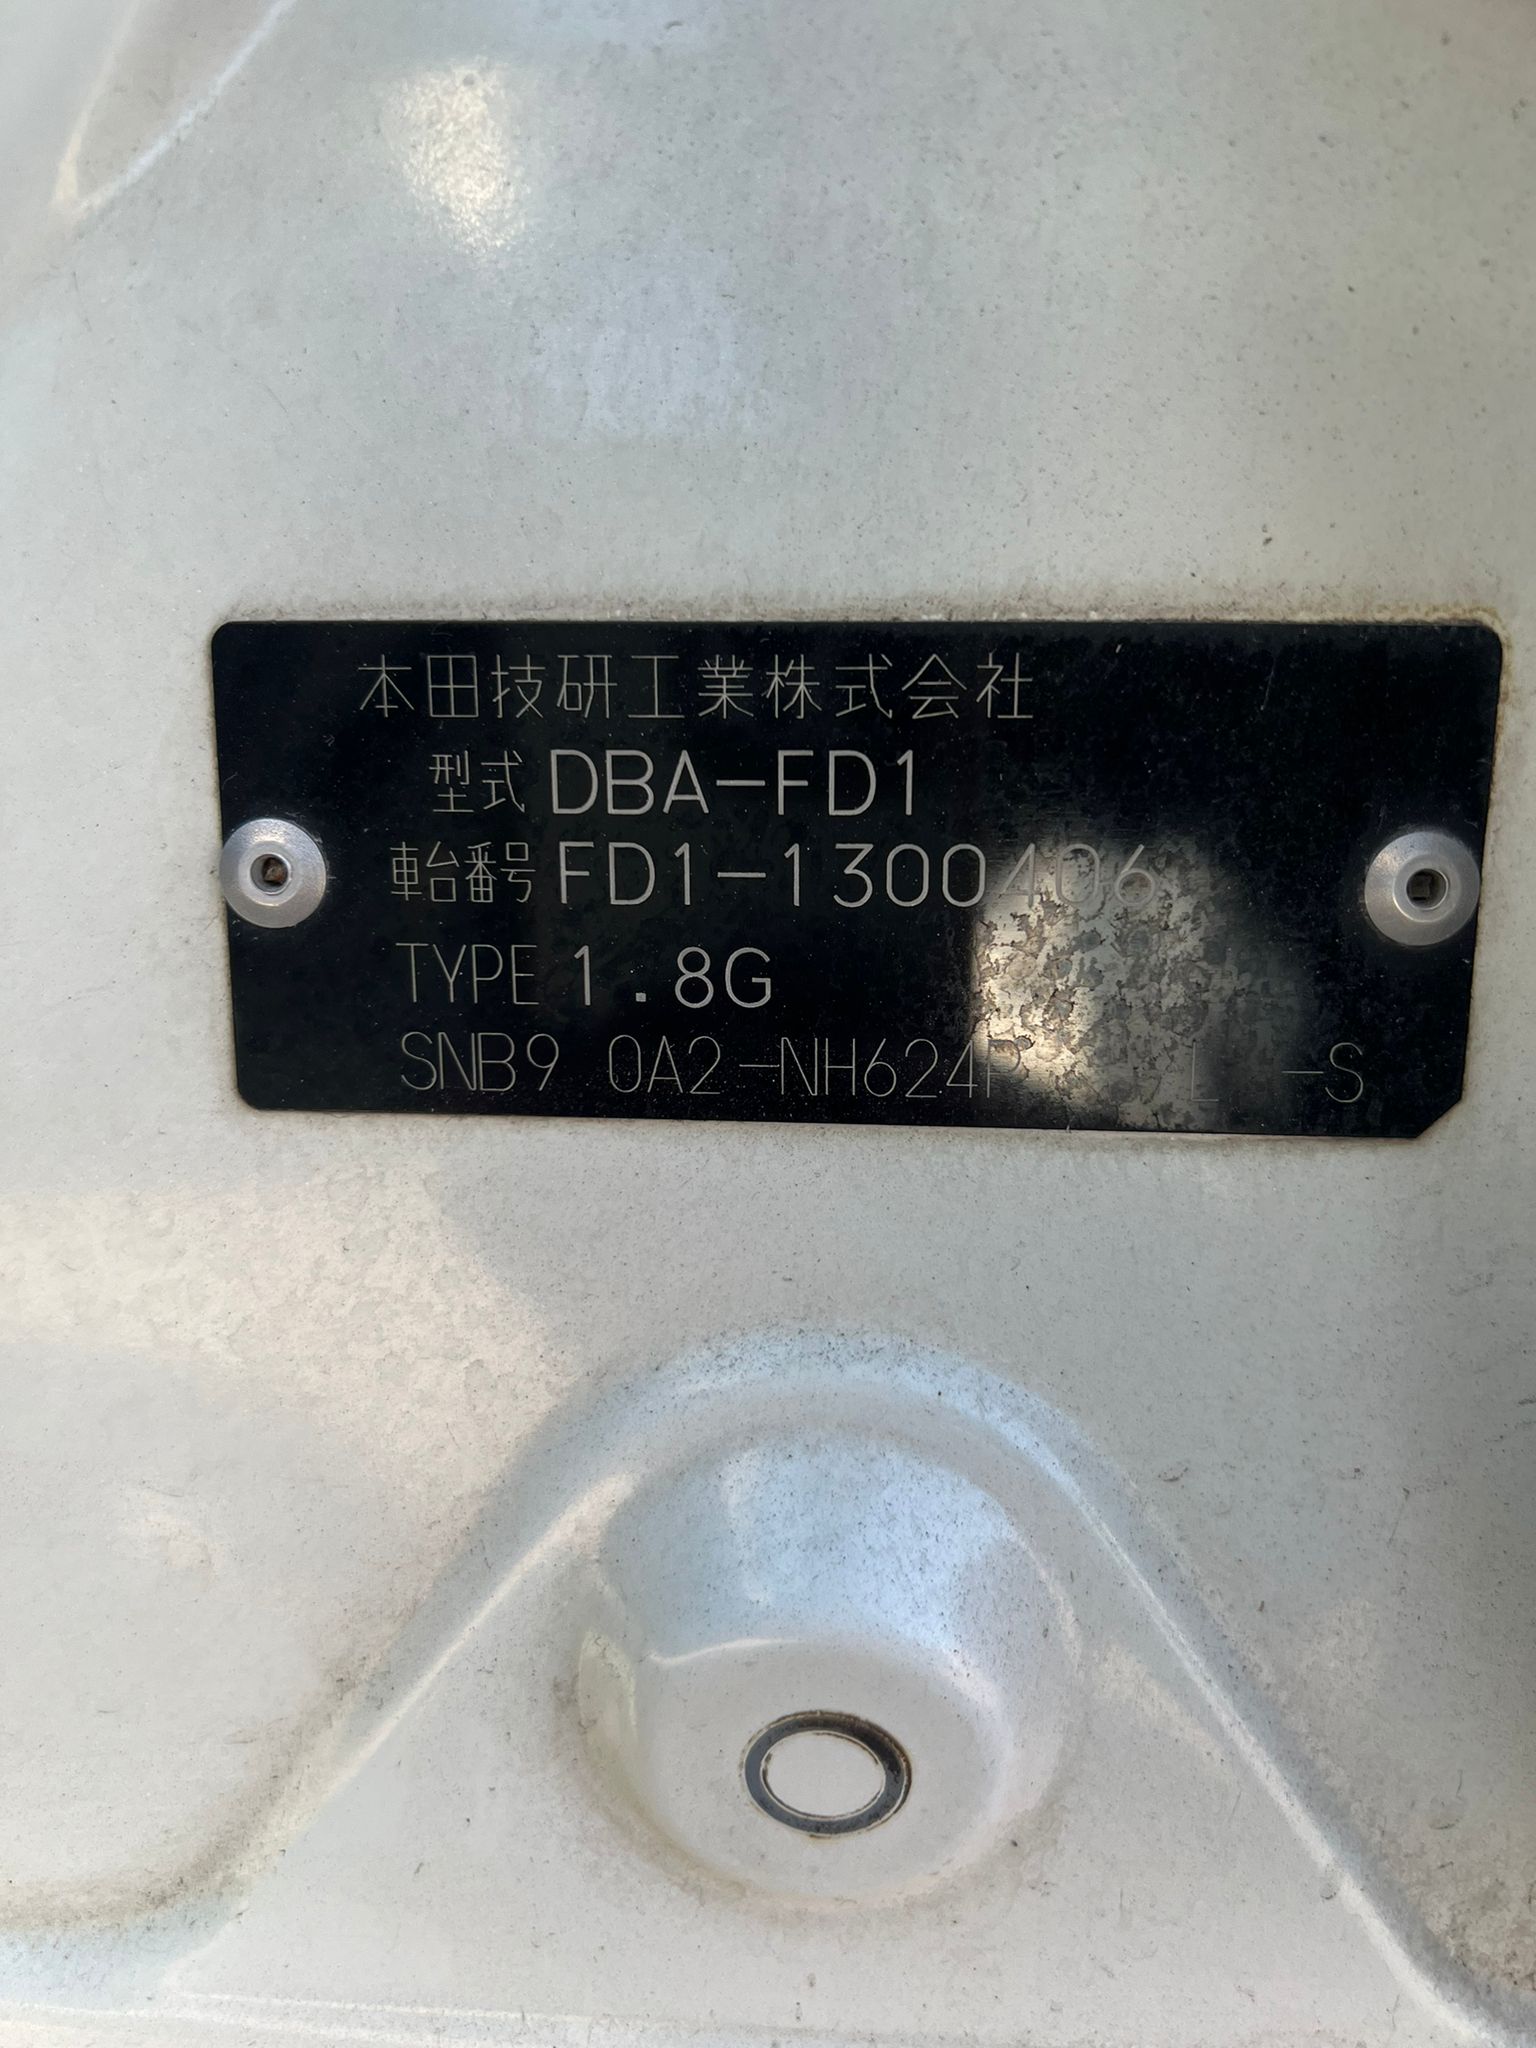 本田技研工業株式会社
型式 DBA-FD1
車台番号 FD1-1300406
TYPE 1.8G
SNB9 0A2-NH624P L -S